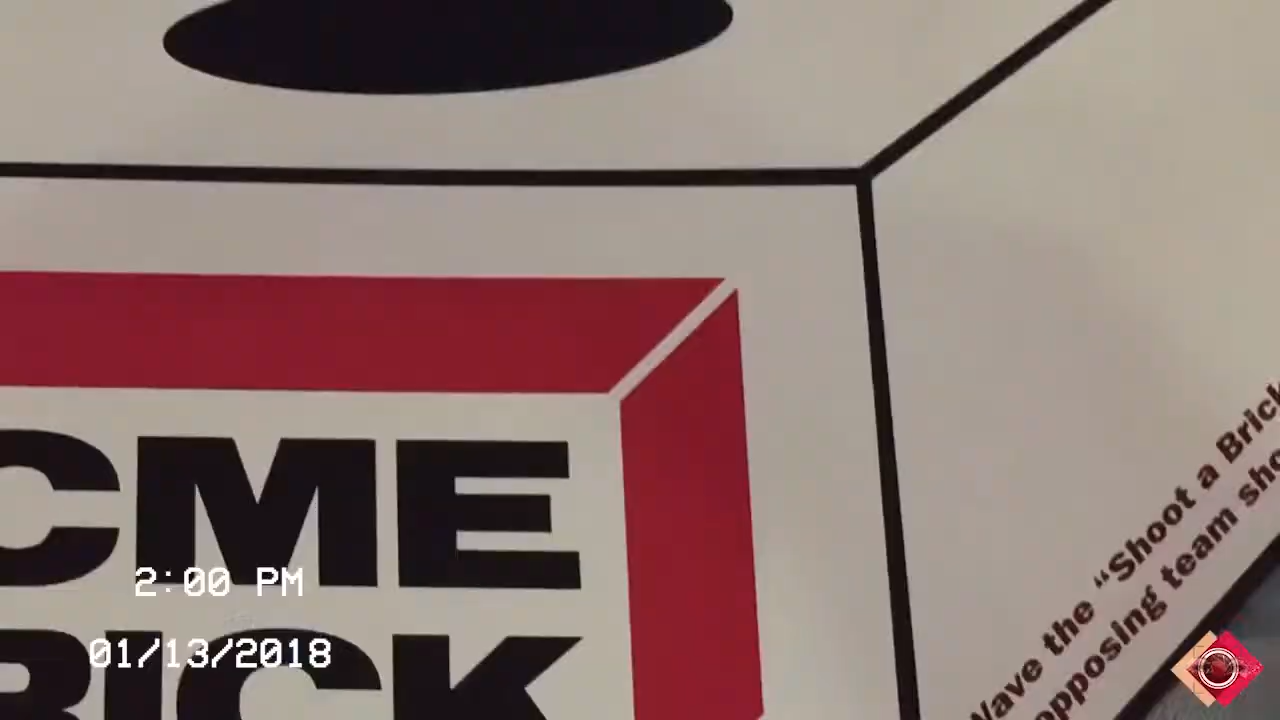 CME
RICK
Wave the “Shoot a Brick
opposing team sho
2:00 PM
01/13/2018